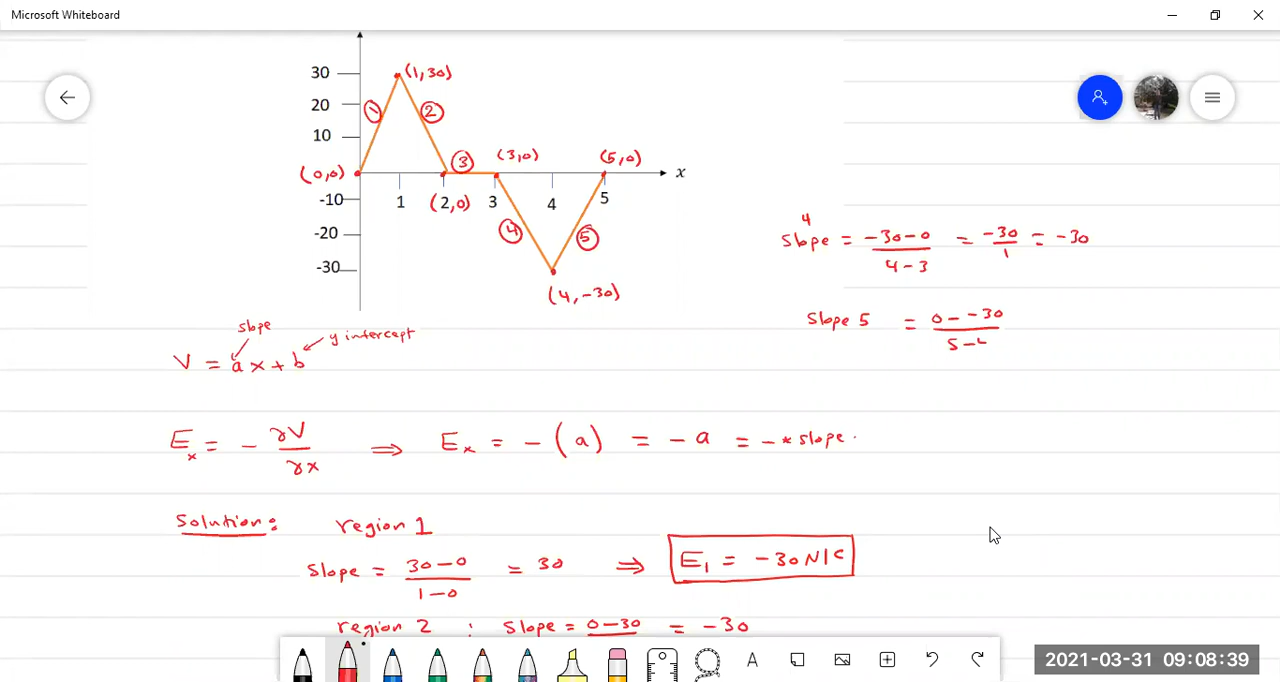 Microsoft Whiteboard
30
20
10
-10
-20
-30
(1,30)
1
2
3
(3,0)
(5,0)
(0,0)
x
1
(2,0)
3
4
5
4
5
(4,-30)
4
slope = -30-0 / 4-3 = -30/1 = -30
slope 5 = 0--30 / 5-4
slope
y intercept
V = ax+b
Ex = - ∂V/∂x ⇒ Ex = -(a) = -a = -* slope.
Solution: region 1
slope = 30-0 / 1-0 = 30 ⇒ E1 = -30 N/C
region 2 : slope = 0-30 = -30
A
2021-03-31 09:08:39